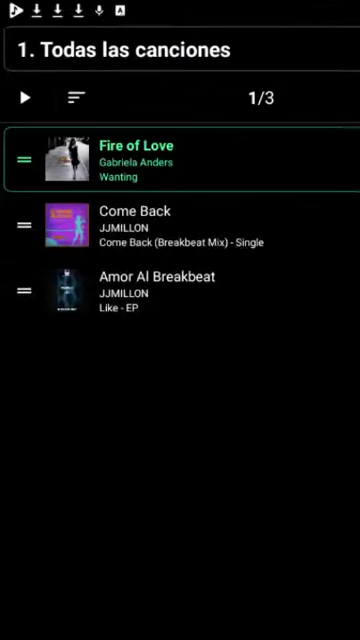 1. Todas las canciones
1/3
Fire of Love
Gabriela Anders
Wanting
Come Back
JJMILLON
Come Back (Breakbeat Mix) - Single
Amor Al Breakbeat
JJMILLON
Like - EP